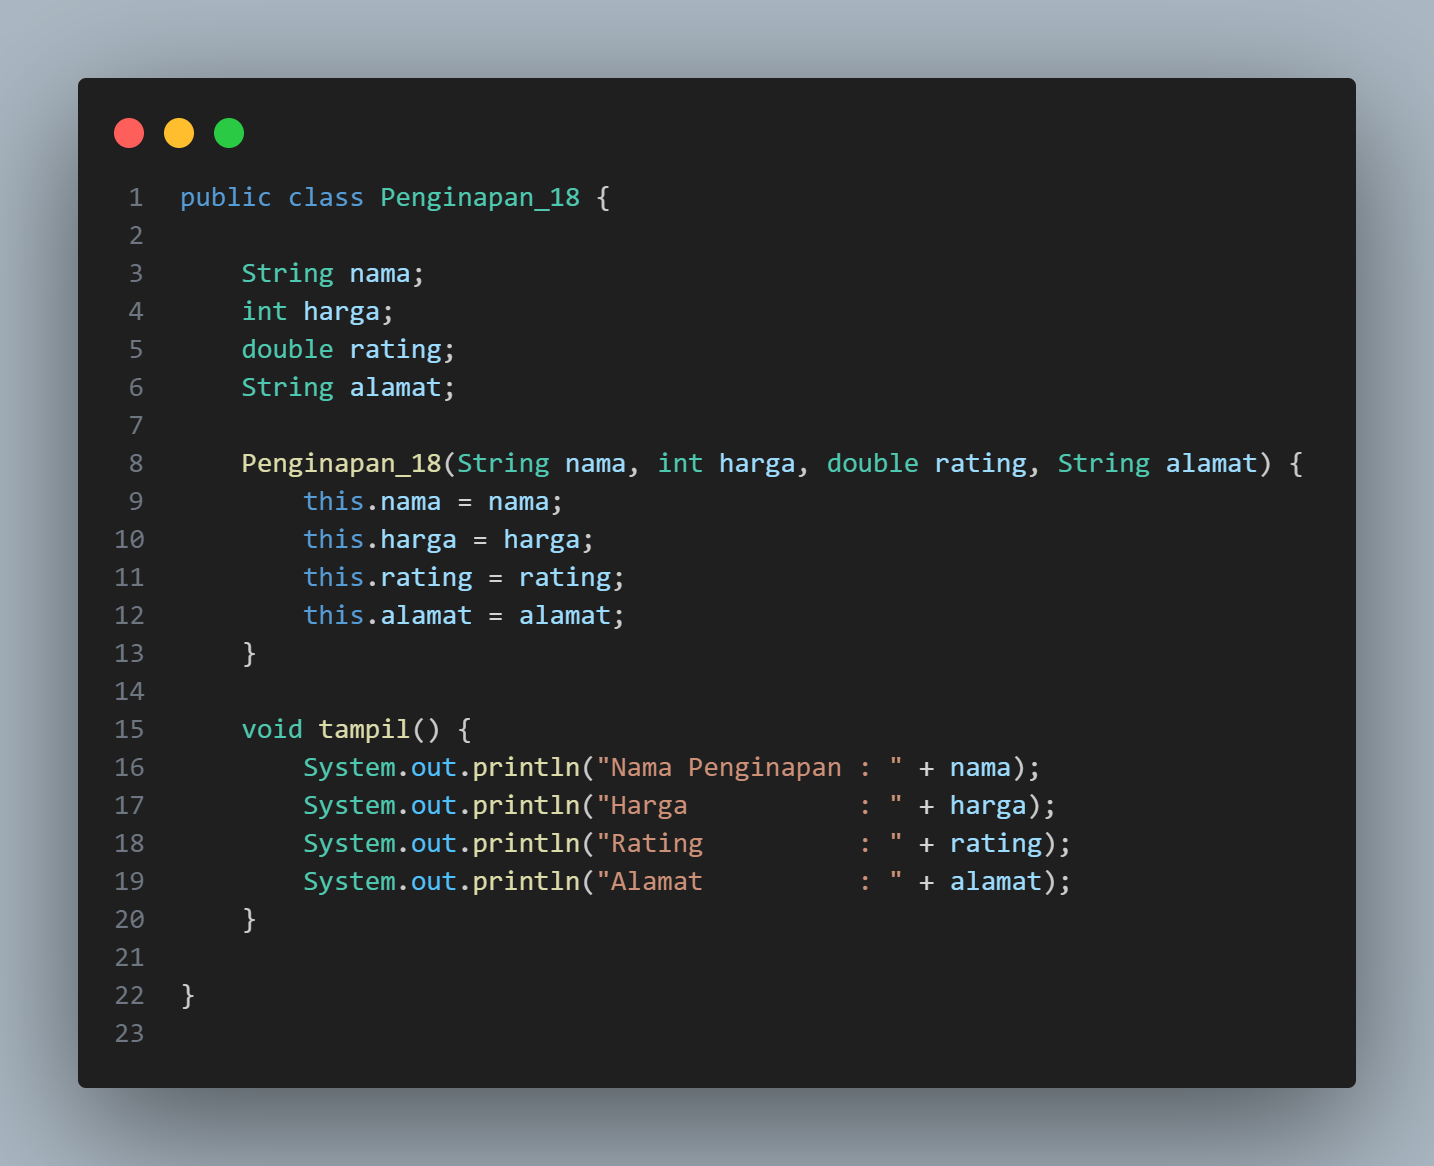 1 public class Penginapan_18 {
2
3     String nama;
4     int harga;
5     double rating;
6     String alamat;
7
8     Penginapan_18(String nama, int harga, double rating, String alamat) {
9         this.nama = nama;
10         this.harga = harga;
11         this.rating = rating;
12         this.alamat = alamat;
13     }
14
15     void tampil() {
16         System.out.println("Nama Penginapan : " + nama);
17         System.out.println("Harga           : " + harga);
18         System.out.println("Rating          : " + rating);
19         System.out.println("Alamat          : " + alamat);
20     }
21
22 }
23